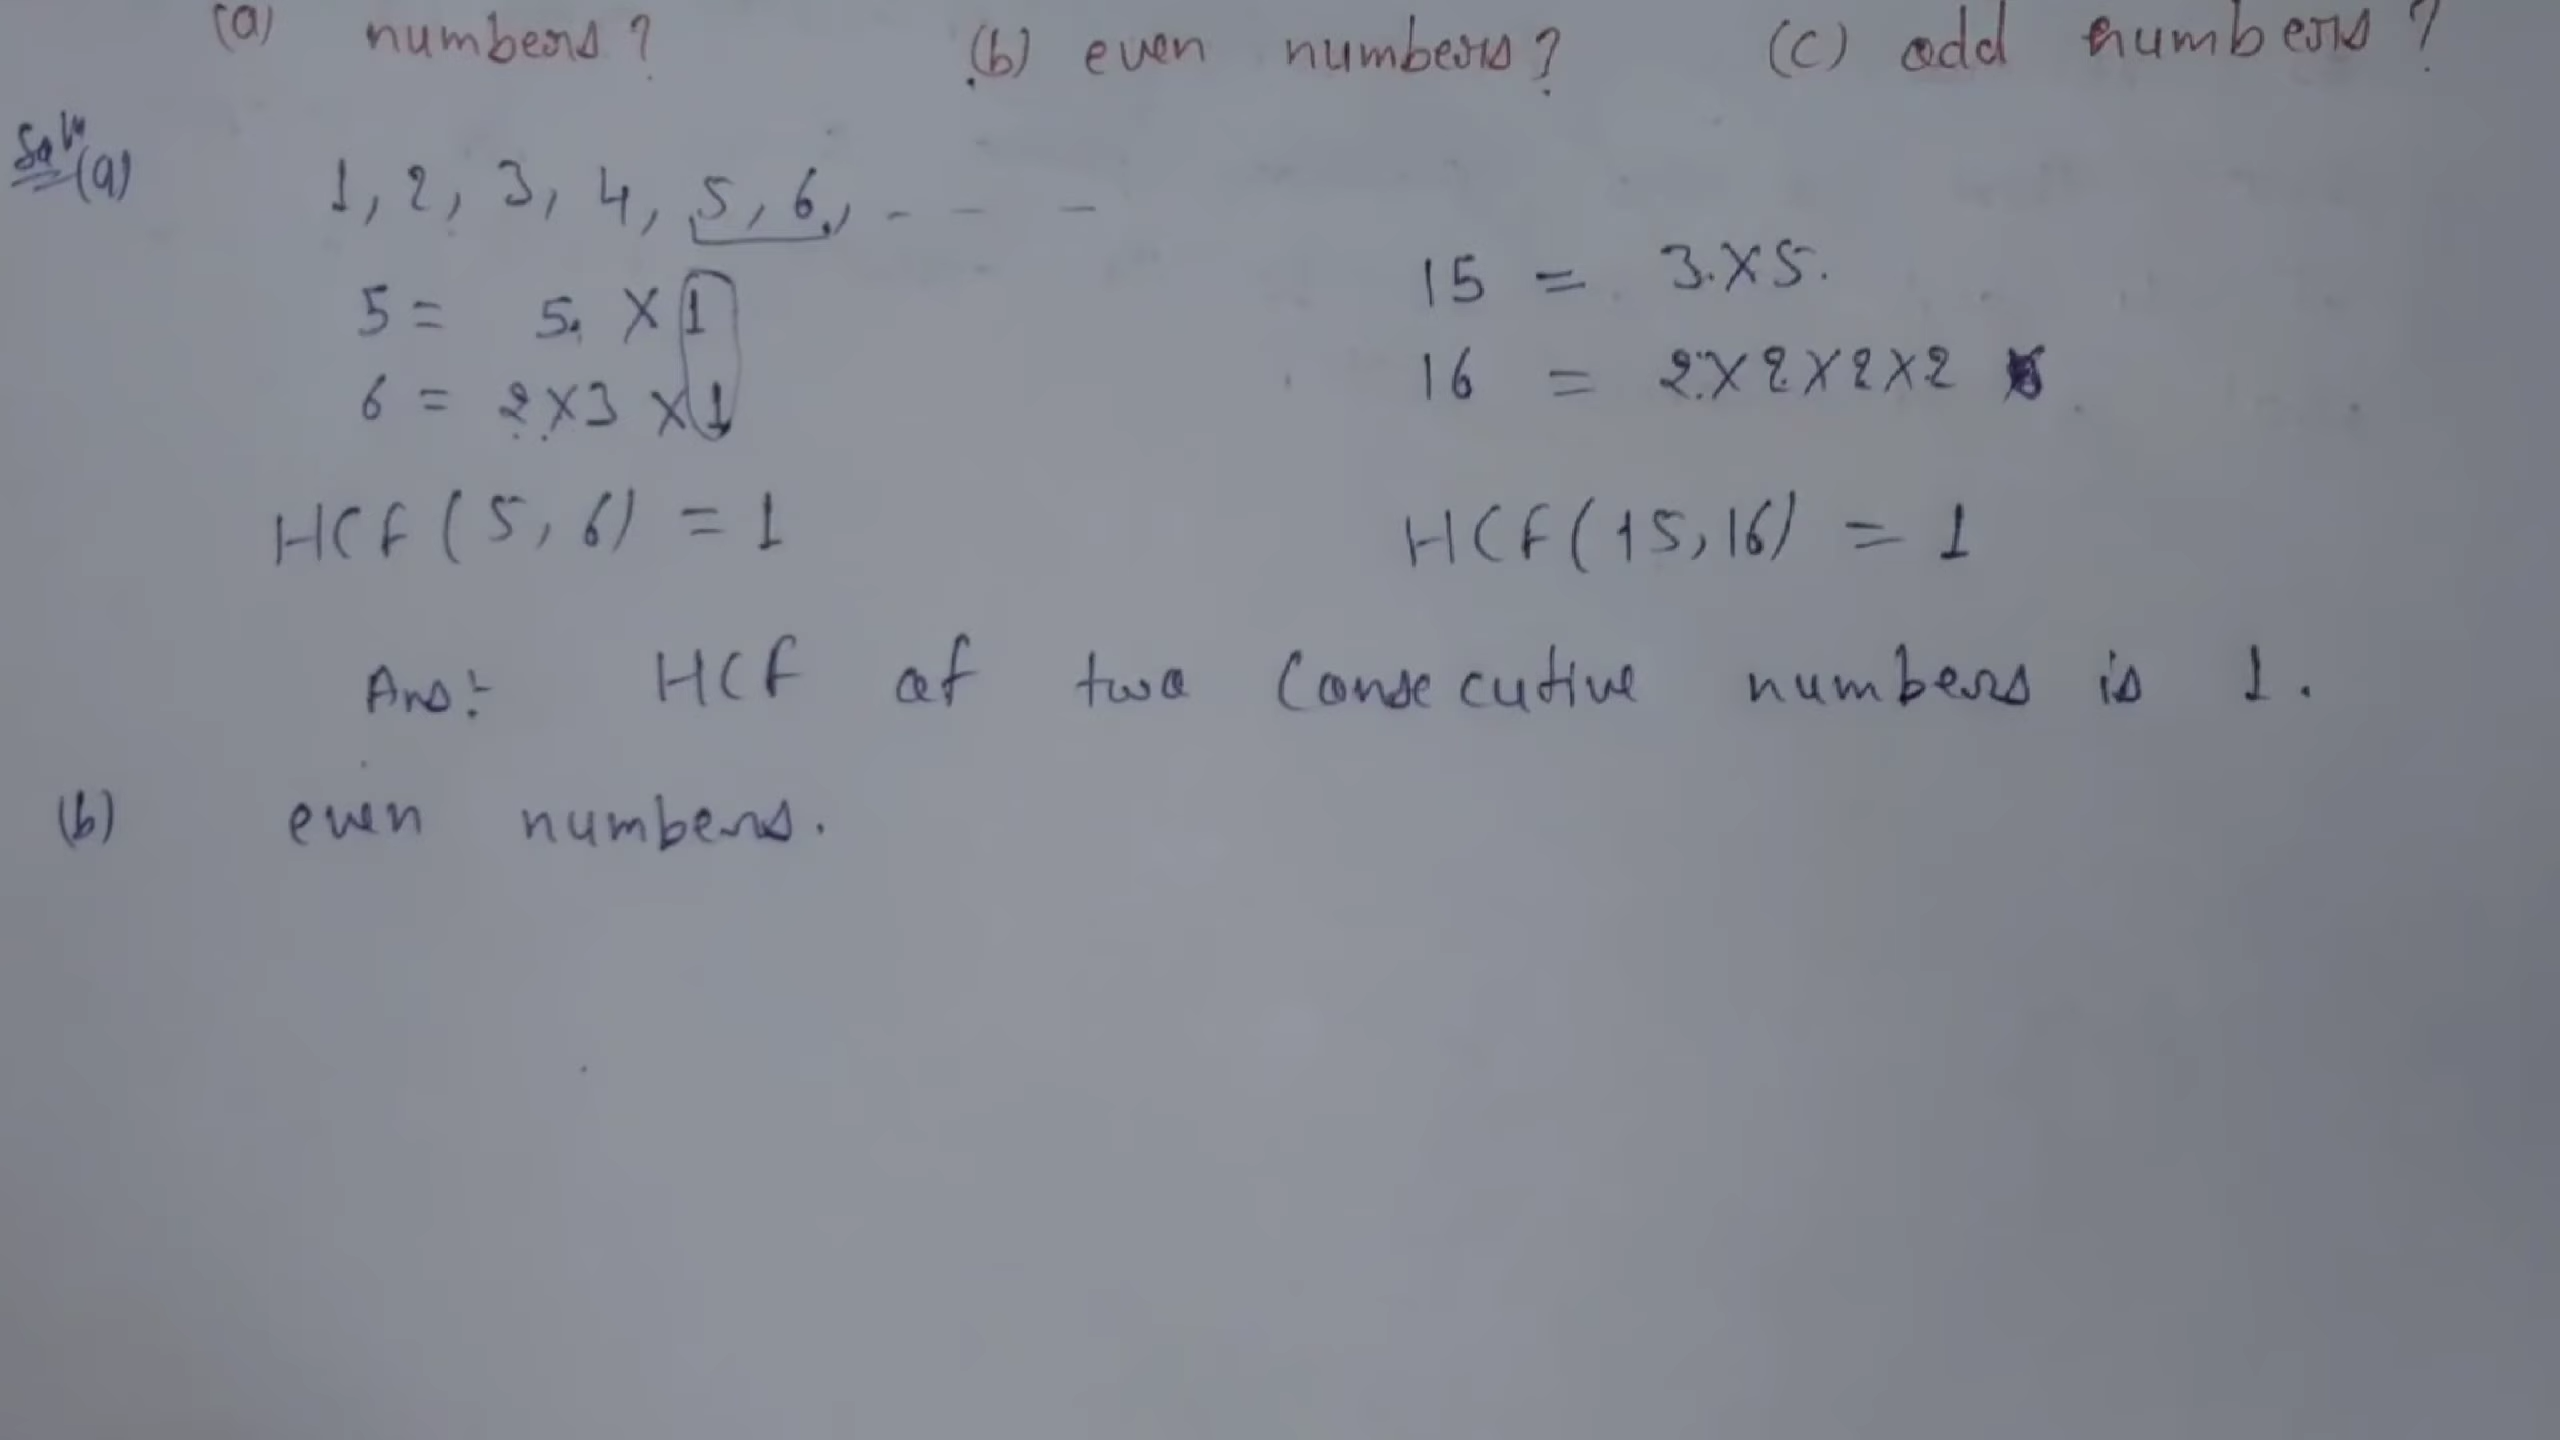 (a) numbers? (b) even numbers? (c) odd numbers?
Soln (a) 1, 2, 3, 4, 5, 6, - - -
5 = 5 × 1
6 = 2×3 ×1
HCF (5, 6) = 1
15 = 3×5.
16 = 2×2×2×2
HCF (15, 16) = 1
Ans:- HCF of two Consecutive numbers is 1.
(b) even numbers.